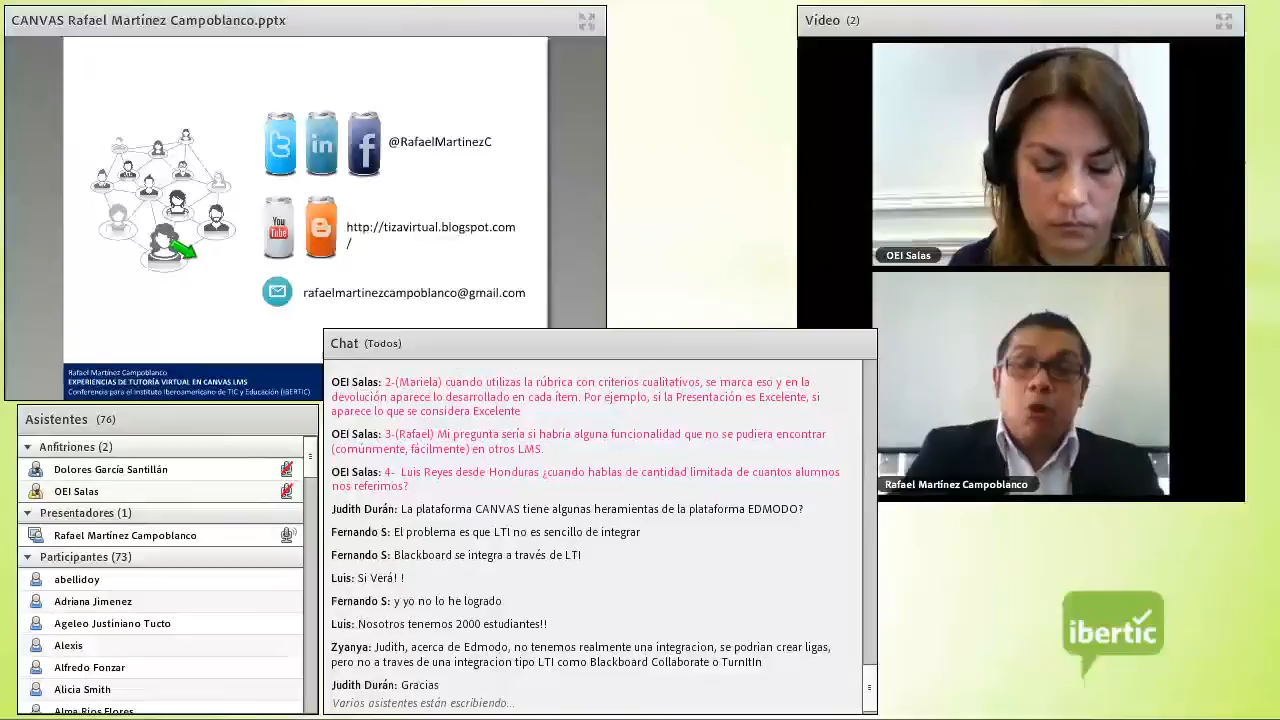 CANVAS Rafael Martínez Campoblanco.pptx
@RafaelMartinezC
You
Tube
http://tizavirtual.blogspot.com
/
rafaelmartinezcampoblanco@gmail.com
Rafael Martínez Campoblanco
EXPERIENCIAS DE TUTORÍA VIRTUAL EN CANVAS LMS
Conferencia para el Instituto Iberoamericano de TIC y Educación (IBERTIC)
Asistentes (76)
Anfitriones (2)
Dolores García Santillán
OEI Salas
Presentadores (1)
Rafael Martínez Campoblanco
Participantes (73)
abellidoy
Adriana Jimenez
Ageleo Justiniano Tucto
Alexis
Alfredo Fonzar
Alicia Smith
Alma Rios Flores
Chat (Todos)
OEI Salas: 2-(Mariela) cuando utilizas la rúbrica con criterios cualitativos, se marca eso y en la
devolución aparece lo desarrollado en cada ítem. Por ejemplo, si la Presentación es Excelente, si
aparece lo que se considera Excelente
OEI Salas: 3-(Rafael) Mi pregunta sería si habria alguna funcionalidad que no se pudiera encontrar
(comúnmente, fácilmente) en otros LMS.
OEI Salas: 4- Luis Reyes desde Honduras ¿cuando hablas de cantidad limitada de cuantos alumnos
nos referimos?
Judith Durán: La plataforma CANVAS tiene algunas heramientas de la plataforma EDMODO?
Fernando S: El problema es que LTI no es sencillo de integrar
Fernando S: Blackboard se integra a través de LTI
Luis: Si Verá! !
Fernando S: y yo no lo he logrado
Luis: Nosotros tenemos 2000 estudiantes!!
Zyanya: Judith, acerca de Edmodo, no tenemos realmente una integracion, se podrian crear ligas,
pero no a traves de una integracion tipo LTI como Blackboard Collaborate o TurnItIn
Judith Durán: Gracias
Varios asistentes están escribiendo...
Vídeo (2)
OEI Salas
Rafael Martínez Campoblanco
ibertic